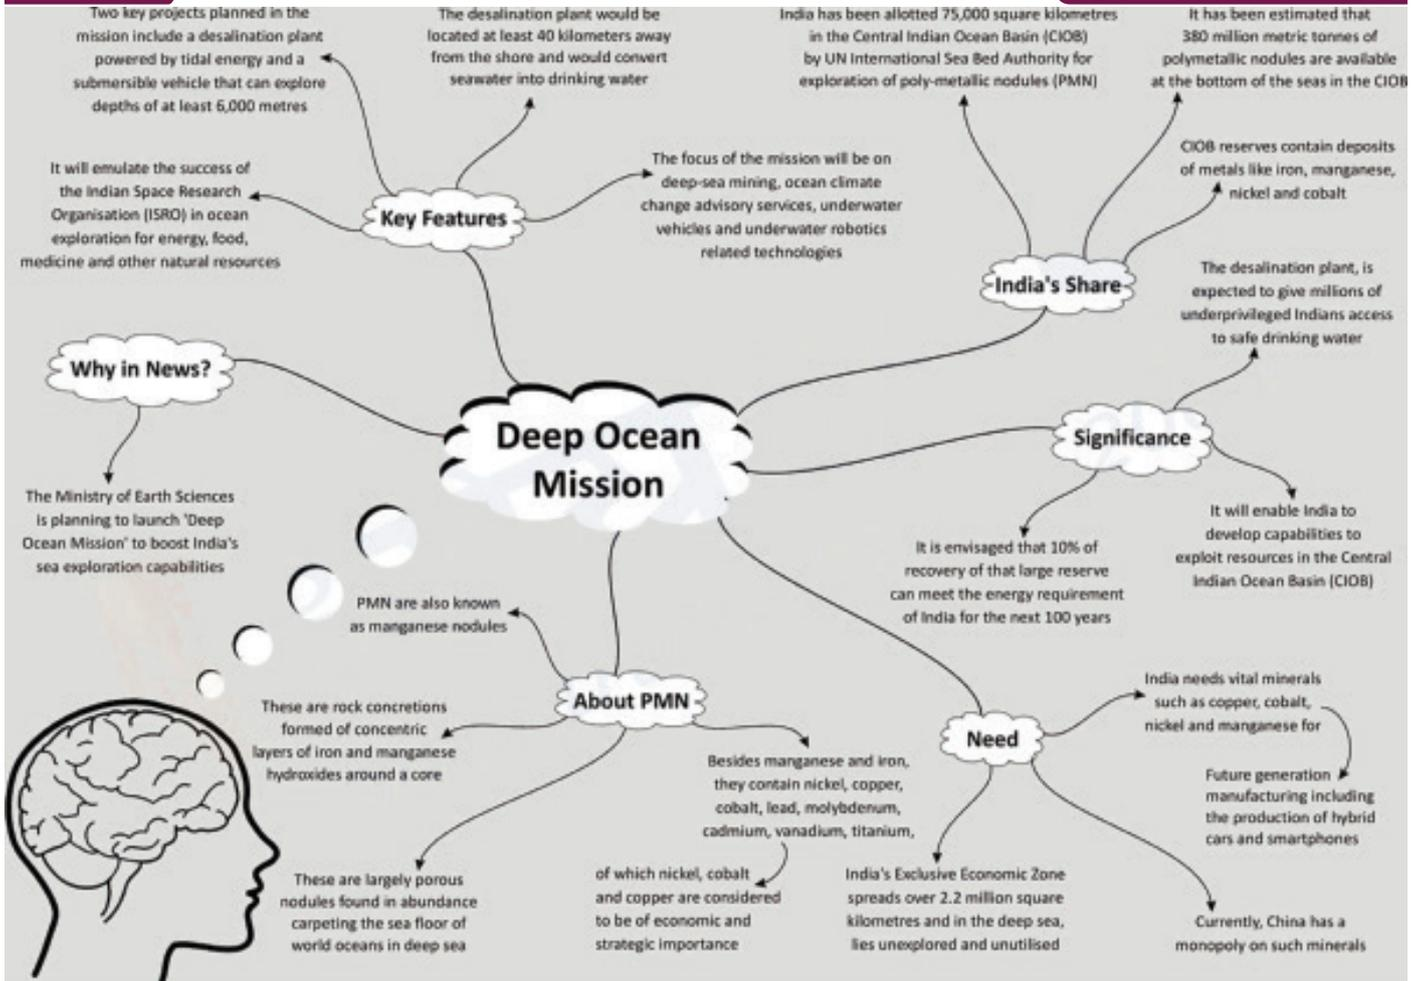 Two key projects planned in the
mission include a desalination plant
powered by tidal energy and a
submersible vehicle that can explore
depths of at least 6,000 metres
The desalination plant would be
located at least 40 kilometers away
from the shore and would convert
seawater into drinking water
India has been allotted 75,000 square kilometres
in the Central Indian Ocean Basin (CIOB)
by UN International Sea Bed Authority for
exploration of poly-metallic nodules (PMN)
It has been estimated that
380 million metric tonnes of
polymetallic nodules are available
at the bottom of the seas in the CIOB
It will emulate the success of
the Indian Space Research
Organisation (ISRO) in ocean
exploration for energy, food,
medicine and other natural resources
Key Features
The focus of the mission will be on
deep-sea mining, ocean climate
change advisory services, underwater
vehicles and underwater robotics
related technologies
CIOB reserves contain deposits
of metals like iron, manganese,
nickel and cobalt
India's Share
The desalination plant, is
expected to give millions of
underprivileged Indians access
to safe drinking water
Why in News?
Deep Ocean
Mission
Significance
The Ministry of Earth Sciences
is planning to launch 'Deep
Ocean Mission' to boost India's
sea exploration capabilities
It is envisaged that 10% of
recovery of that large reserve
can meet the energy requirement
of India for the next 100 years
It will enable India to
develop capabilities to
exploit resources in the Central
Indian Ocean Basin (CIOB)
PMN are also known
as manganese nodules
About PMN
These are rock concretions
formed of concentric
layers of iron and manganese
hydroxides around a core
Besides manganese and iron,
they contain nickel, copper,
cobalt, lead, molybdenum,
cadmium, vanadium, titanium,
of which nickel, cobalt
and copper are considered
to be of economic and
strategic importance
These are largely porous
nodules found in abundance
carpeting the sea floor of
world oceans in deep sea
Need
India needs vital minerals
such as copper, cobalt,
nickel and manganese for
Future generation
manufacturing including
the production of hybrid
cars and smartphones
India's Exclusive Economic Zone
spreads over 2.2 million square
kilometres and in the deep sea,
lies unexplored and unutilised
Currently, China has a
monopoly on such minerals